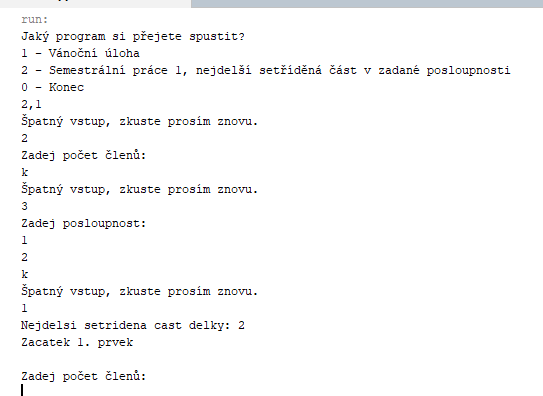 run:
Jaký program si přejete spustit?
1 - Vánoční úloha
2 - Semestrální práce 1, nejdelší setříděná část v zadané posloupnosti
0 - Konec
2,1
Špatný vstup, zkuste prosím znovu.
2
Zadej počet členů:
k
Špatný vstup, zkuste prosím znovu.
3
Zadej posloupnost:
1
2
k
Špatný vstup, zkuste prosím znovu.
1
Nejdelsi setridena cast delky: 2
Zacatek 1. prvek
Zadej počet členů: